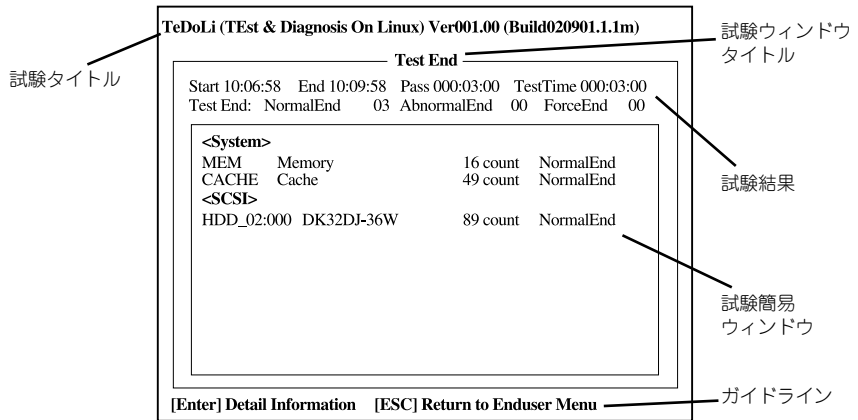 TeDoLi (TEst & Diagnosis On Linux) Ver001.00 (Build020901.1.1m)
試験ウィンドウ
タイトル
Test End
試験タイトル
Start 10:06:58 End 10:09:58 Pass 000:03:00 TestTime 000:03:00
Test End: NormalEnd 03 AbnormalEnd 00 ForceEnd 00
<System>
MEM Memory 16 count NormalEnd
CACHE Cache 49 count NormalEnd
試験結果
<SCSI>
HDD_02:000 DK32DJ-36W 89 count NormalEnd
試験簡易
ウィンドウ
[Enter] Detail Information [ESC] Return to Enduser Menu
ガイドライン